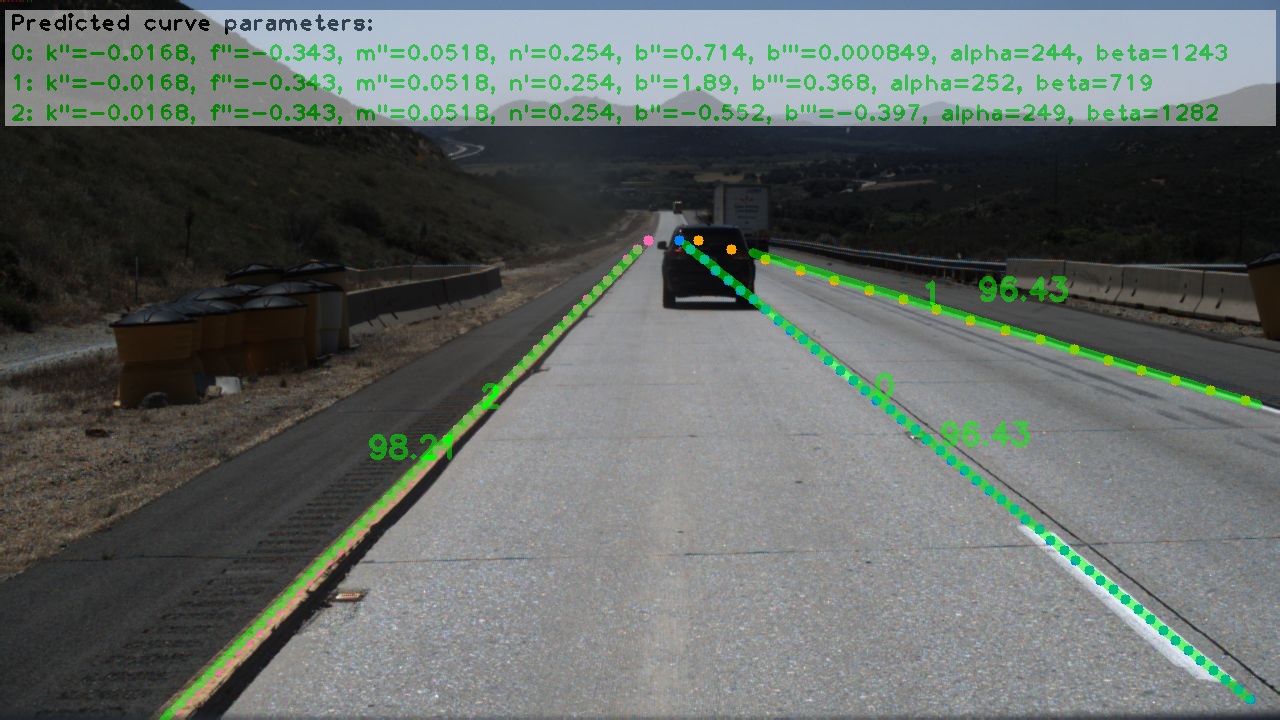 Predicted curve parameters:
0: k''=-0.0168, f''=-0.343, m''=0.0518, n'=0.254, b''=0.714, b'''=0.000849, alpha=244, beta=1243
1: k''=-0.0168, f''=-0.343, m''=0.0518, n'=0.254, b''=1.89, b'''=0.368, alpha=252, beta=719
2: k''=-0.0168, f''=-0.343, m''=0.0518, n'=0.254, b''=-0.552, b'''=-0.397, alpha=249, beta=1282
1 96.43
2
0
98.21
96.43